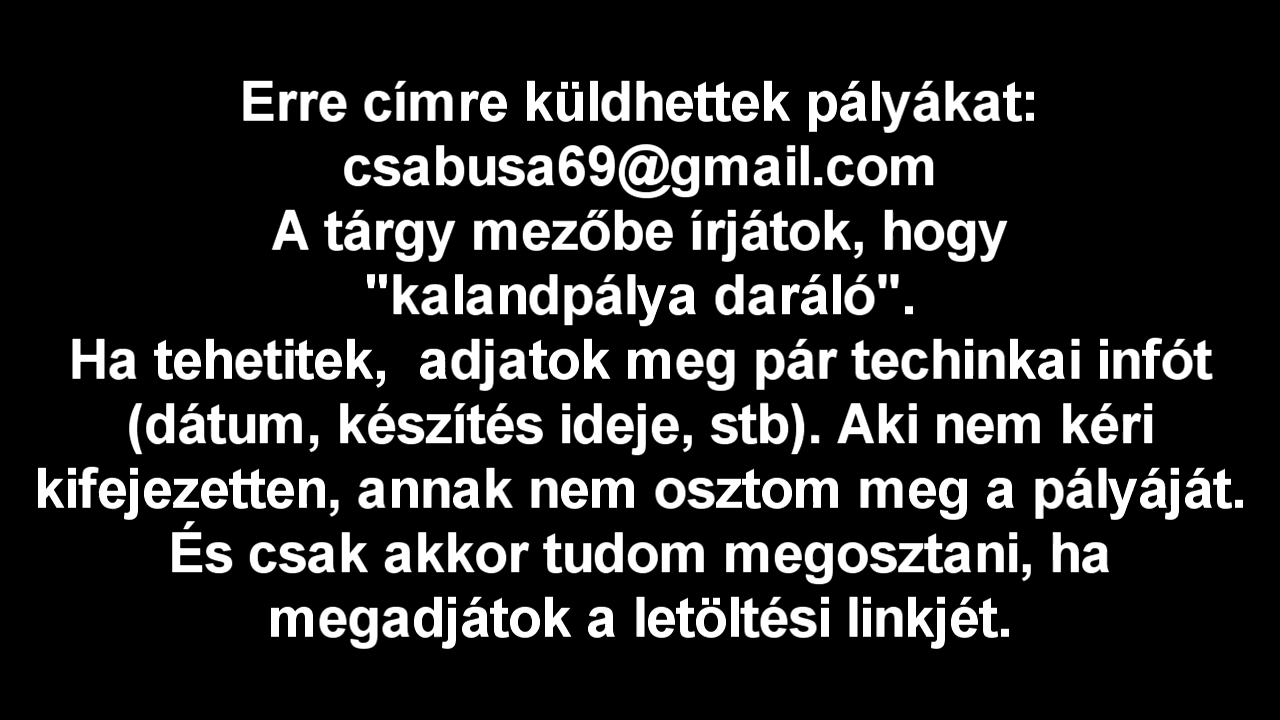 Erre címre küldhettek pályákat:
csabusa69@gmail.com
A tárgy mezőbe írjátok, hogy
"kalandpálya daráló".
Ha tehetitek,  adjatok meg pár techinkai infót
(dátum, készítés ideje, stb). Aki nem kéri
kifejezetten, annak nem osztom meg a pályáját.
És csak akkor tudom megosztani, ha
megadjátok a letöltési linkjét.